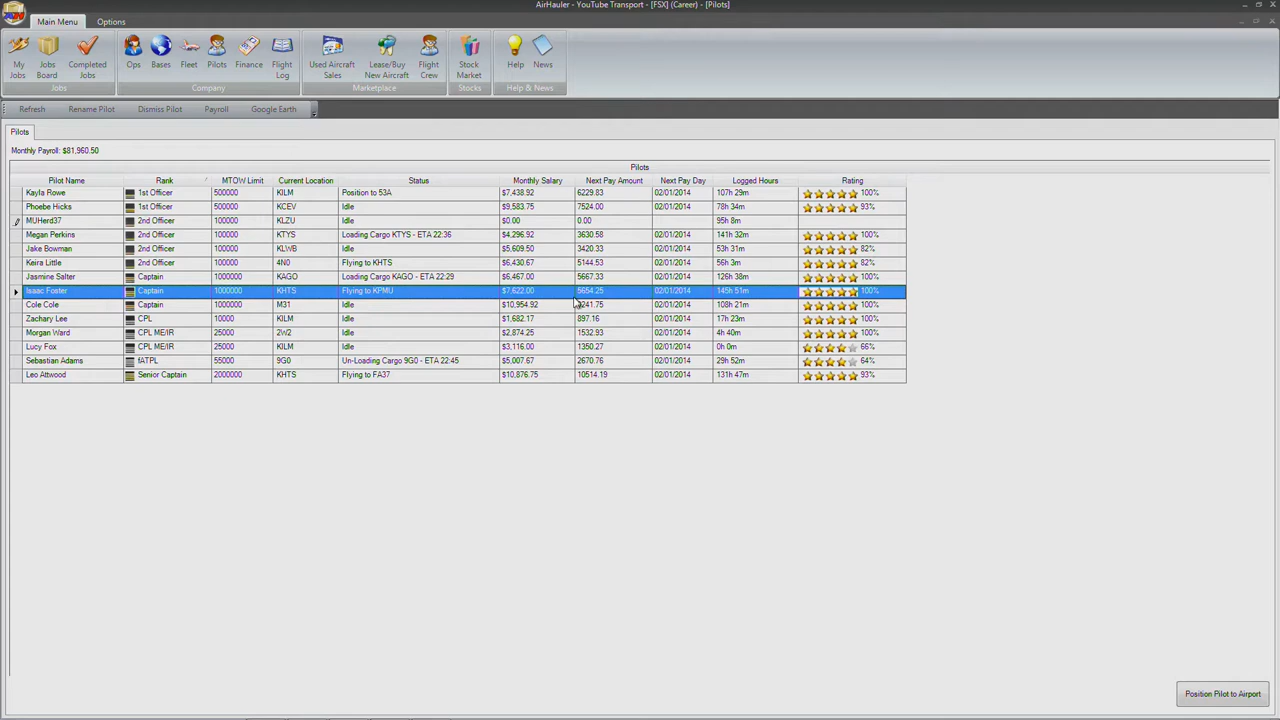 AirHauler - YouTube Transport - [FSX] (Career) - [Pilots]
Main Menu Options
My Jobs Jobs Board Completed Jobs Ops Bases Fleet Pilots Finance Flight Log Used Aircraft Sales Lease/Buy New Aircraft Flight Crew Stock Market Help News
Jobs Company Marketplace Stocks Help & News
Refresh Rename Pilot Dismiss Pilot Payroll Google Earth
Pilots
Monthly Payroll: $81,960.50
Pilots
Pilot Name Rank MTOW Limit Current Location Status Monthly Salary Next Pay Amount Next Pay Day Logged Hours Rating
Kayla Rowe 1st Officer 500000 KILM Position to 53A $7,438.92 6229.83 02/01/2014 107h 29m 100%
Phoebe Hicks 1st Officer 500000 KCEV Idle $9,583.75 7524.00 02/01/2014 78h 34m 93%
MUHerd37 2nd Officer 100000 KLZU Idle $0.00 0.00 95h 8m
Megan Perkins 2nd Officer 100000 KTYS Loading Cargo KTYS - ETA 22:36 $4,296.92 3630.58 02/01/2014 141h 32m 100%
Jake Bowman 2nd Officer 100000 KLWB Idle $5,609.50 3420.33 02/01/2014 53h 31m 82%
Keira Little 2nd Officer 100000 4N0 Flying to KHTS $6,430.67 5144.53 02/01/2014 56h 3m 82%
Jasmine Salter Captain 1000000 KAGO Loading Cargo KAGO - ETA 22:29 $6,467.00 5667.33 02/01/2014 126h 38m 100%
Isaac Foster Captain 1000000 KHTS Flying to KPMU $7,622.00 5654.25 02/01/2014 145h 51m 100%
Cole Cole Captain 1000000 M31 Idle $10,954.92 241.75 02/01/2014 108h 21m 100%
Zachary Lee CPL 10000 KILM Idle $1,682.17 897.16 02/01/2014 17h 23m 100%
Morgan Ward CPL ME/IR 25000 2W2 Idle $2,874.25 1532.93 02/01/2014 4h 40m 100%
Lucy Fox CPL ME/IR 25000 KILM Idle $3,116.00 1350.27 02/01/2014 0h 0m 66%
Sebastian Adams fATPL 55000 9G0 Un-Loading Cargo 9G0 - ETA 22:45 $5,007.67 2670.76 02/01/2014 29h 52m 64%
Leo Attwood Senior Captain 2000000 KHTS Flying to FA37 $10,876.75 10514.19 02/01/2014 131h 47m 93%
Position Pilot to Airport